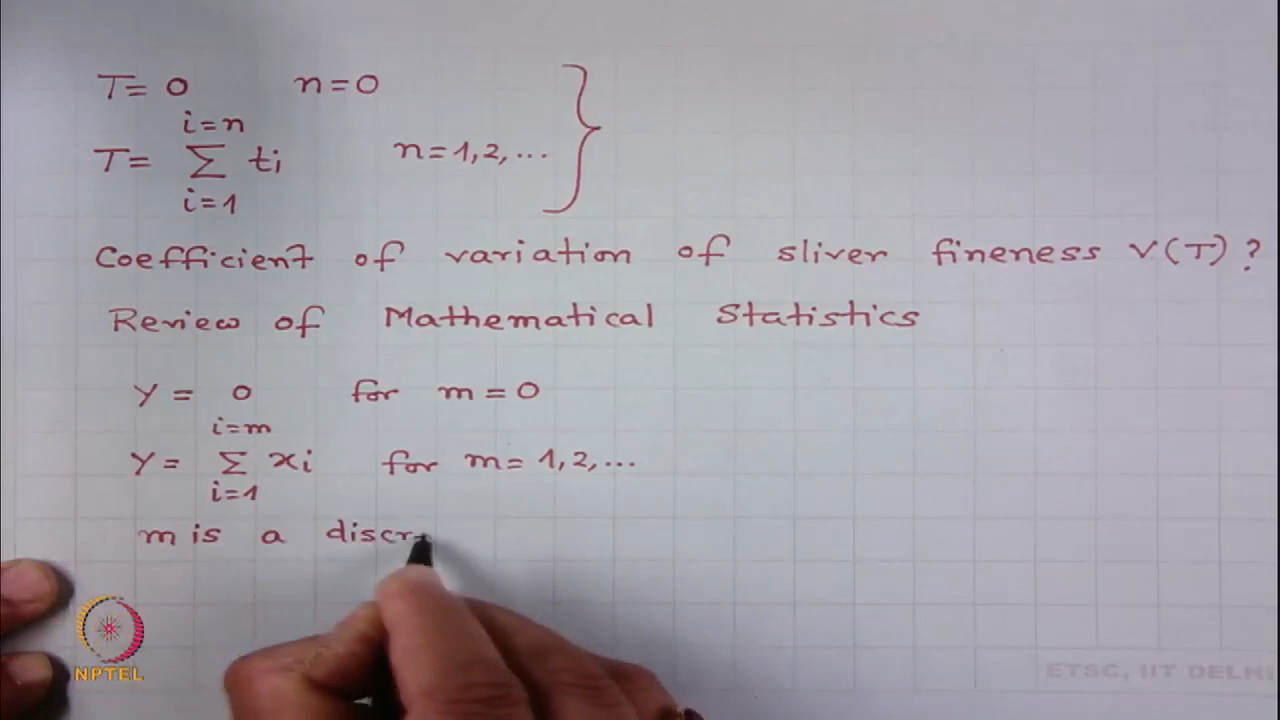 T= 0 n=0
i=n
T= Σ ti n=1,2,...
i=1
Coefficient of variation of sliver fineness V(T)?
Review of Mathematical Statistics
Y = 0 for m=0
i=m
Y= Σ xi for m= 1,2,...
i=1
m is a discr
NPTEL
ETSC, IIT DELHI